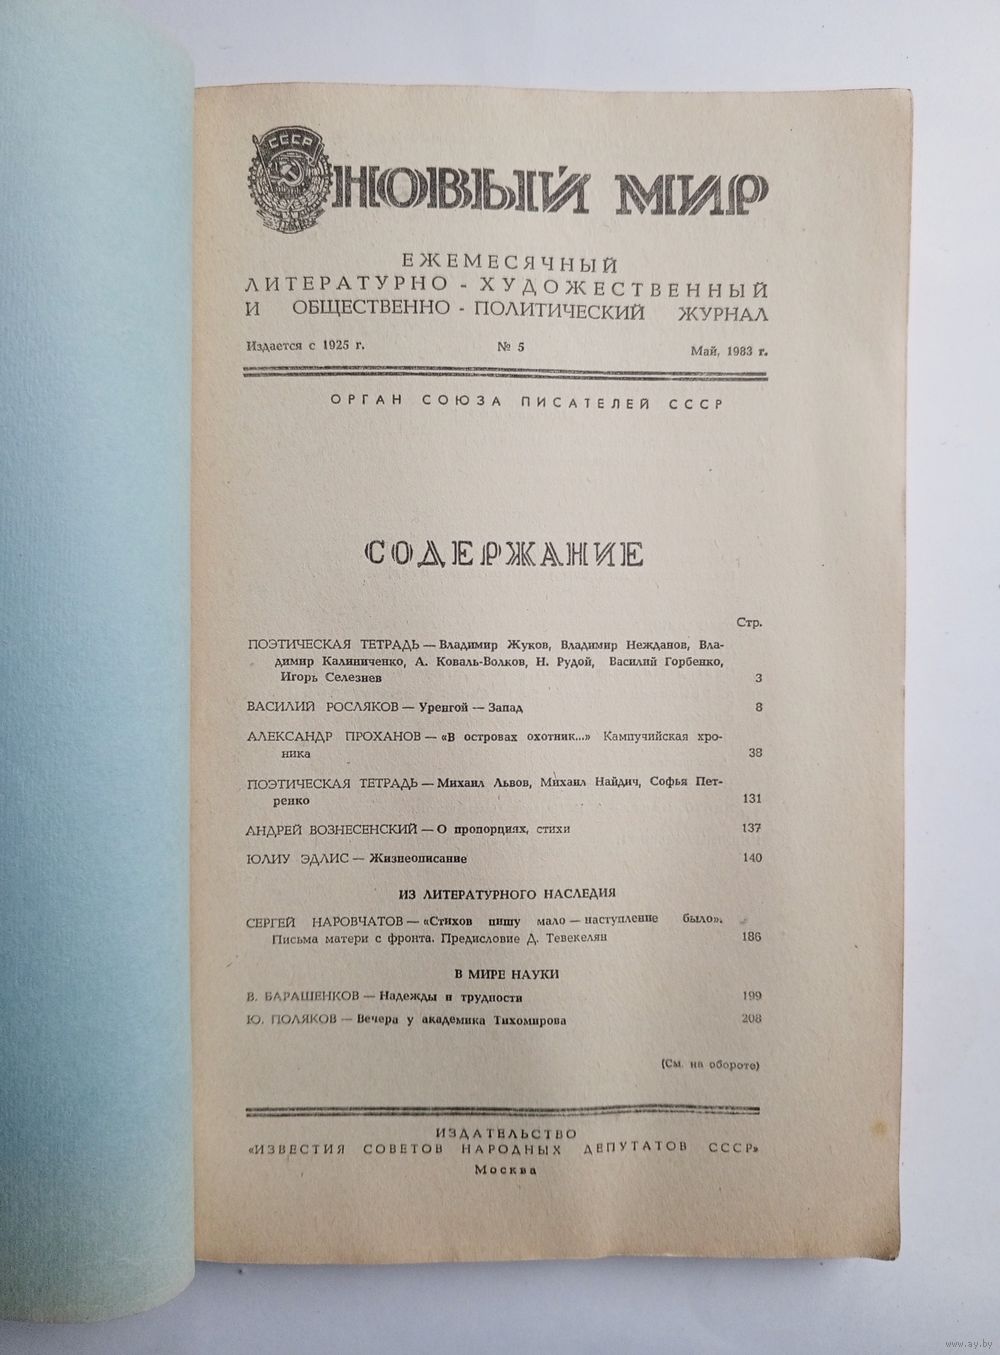 СССР
НОВЫЙ МИР
ЕЖЕМЕСЯЧНЫЙ
ЛИТЕРАТУРНО - ХУДОЖЕСТВЕННЫЙ
И ОБЩЕСТВЕННО - ПОЛИТИЧЕСКИЙ ЖУРНАЛ
Издается с 1925 г. № 5 Май, 1983 г.
ОРГАН СОЮЗА ПИСАТЕЛЕЙ СССР
СОДЕРЖАНИЕ
Стр.
ПОЭТИЧЕСКАЯ ТЕТРАДЬ — Владимир Жуков, Владимир Нежданов, Вла-
димир Калиниченко, А. Коваль-Волков, Н. Рудой, Василий Горбенко,
Игорь Селезнев 3
ВАСИЛИЙ РОСЛЯКОВ — Уренгой — Запад 8
АЛЕКСАНДР ПРОХАНОВ — «В островах охотник...» Кампучийская хро-
ника 38
ПОЭТИЧЕСКАЯ ТЕТРАДЬ — Михаил Львов, Михаил Найдич, Софья Пет-
ренко 131
АНДРЕЙ ВОЗНЕСЕНСКИЙ — О пропорциях, стихи 137
ЮЛИУ ЭДЛИС — Жизнеописание 140
ИЗ ЛИТЕРАТУРНОГО НАСЛЕДИЯ
СЕРГЕЙ НАРОВЧАТОВ — «Стихов пишу мало — наступление было».
Письма матери с фронта. Предисловие Д. Тевекелян 186
В МИРЕ НАУКИ
В. БАРАШЕНКОВ — Надежды и трудности 199
Ю. ПОЛЯКОВ — Вечера у академика Тихомирова 208
(См. на обороте)
ИЗДАТЕЛЬСТВО
«ИЗВЕСТИЯ СОВЕТОВ НАРОДНЫХ ДЕПУТАТОВ СССР»
Москва
www.ay.by